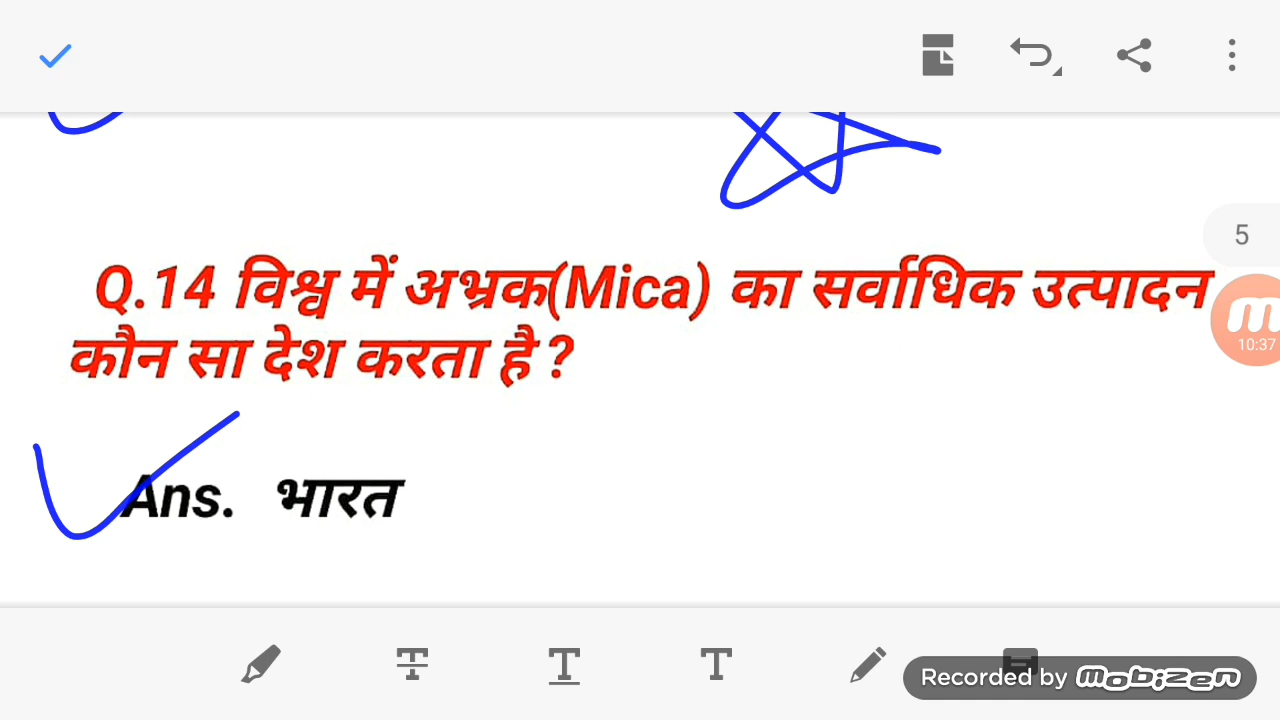 5
Q.14 विश्व में अभ्रक(Mica) का सर्वाधिक उत्पादन
कौन सा देश करता है ?
10:37
Ans. भारत
Recorded by mobizen